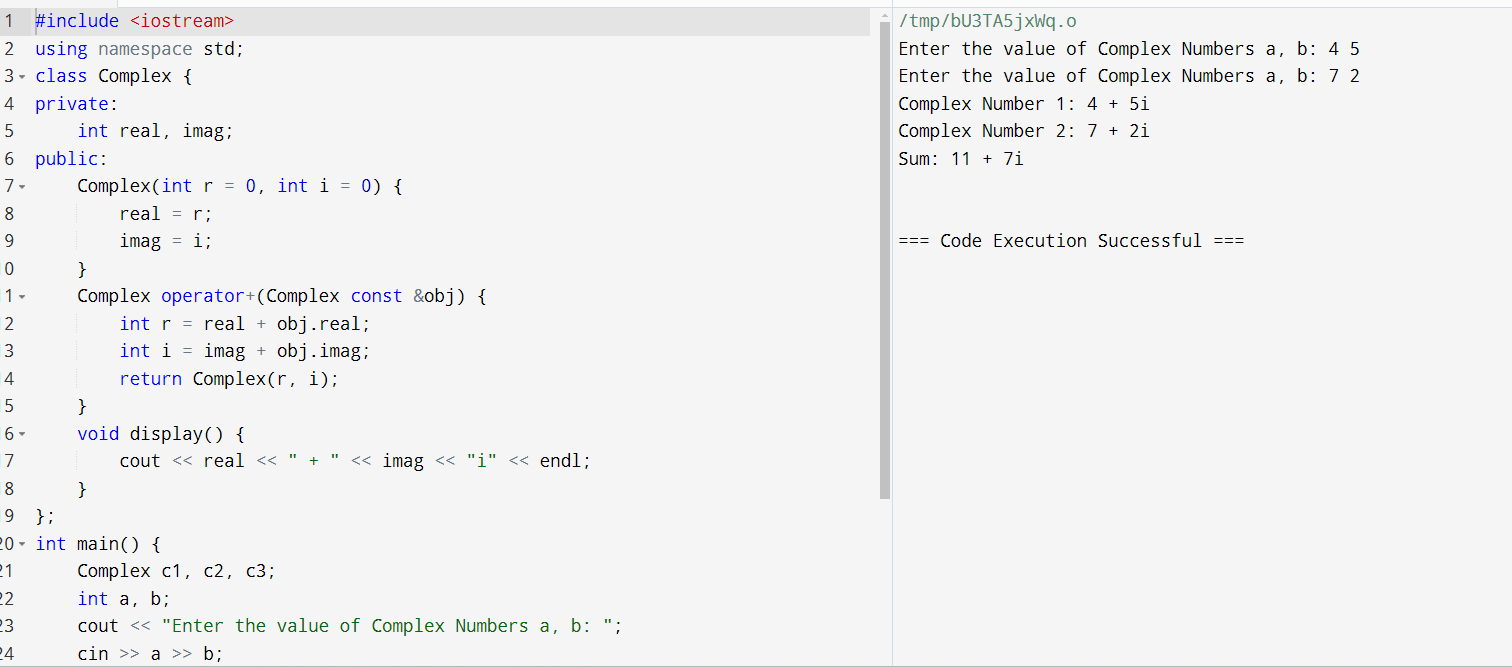 1 #include <iostream>
2 using namespace std;
3 class Complex {
4 private:
5     int real, imag;
6 public:
7     Complex(int r = 0, int i = 0) {
8         real = r;
9         imag = i;
0     }
1     Complex operator+(Complex const &obj) {
2         int r = real + obj.real;
3         int i = imag + obj.imag;
4         return Complex(r, i);
5     }
6     void display() {
7         cout << real << " + " << imag << "i" << endl;
8     }
9 };
20 int main() {
21     Complex c1, c2, c3;
22     int a, b;
23     cout << "Enter the value of Complex Numbers a, b: ";
24     cin >> a >> b;
/tmp/bU3TA5jxWq.o
Enter the value of Complex Numbers a, b: 4 5
Enter the value of Complex Numbers a, b: 7 2
Complex Number 1: 4 + 5i
Complex Number 2: 7 + 2i
Sum: 11 + 7i
=== Code Execution Successful ===